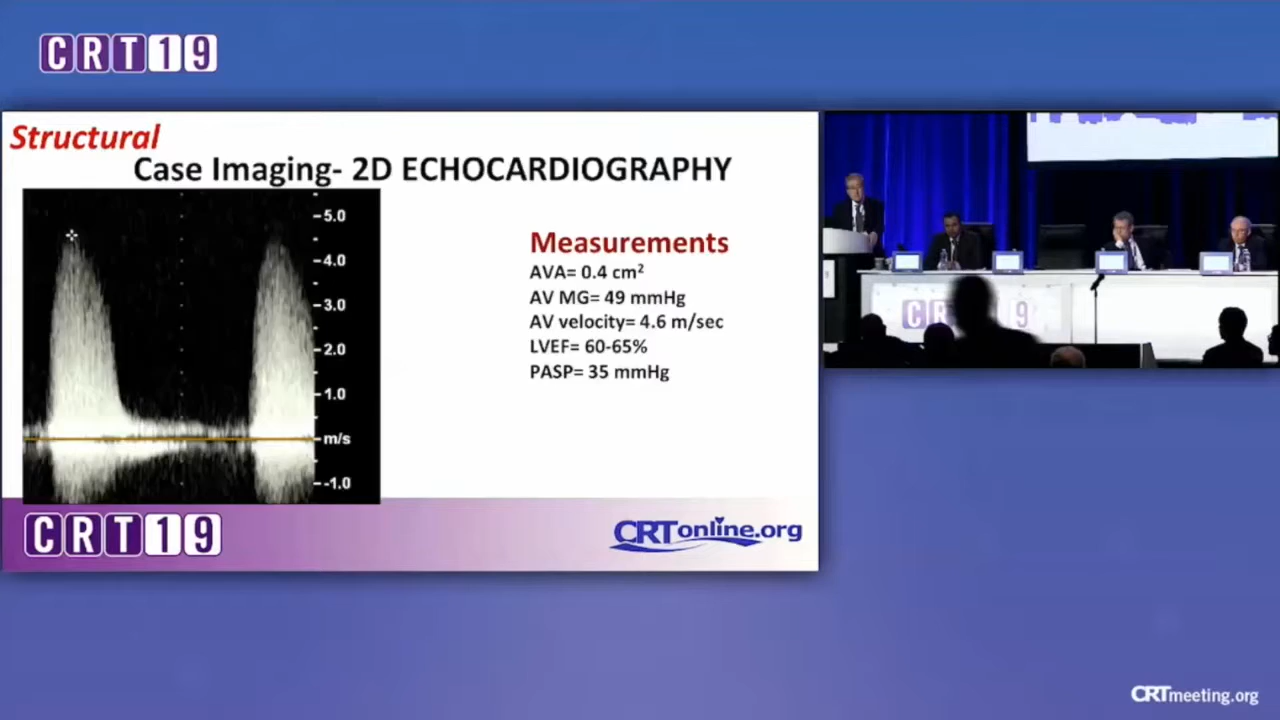 CRT19
Structural
Case Imaging- 2D ECHOCARDIOGRAPHY
5.0
4.0
3.0
2.0
1.0
m/s
-1.0
Measurements
AVA= 0.4 cm²
AV MG= 49 mmHg
AV velocity= 4.6 m/sec
LVEF= 60-65%
PASP= 35 mmHg
CRT19
CRTonline.org
CRT19
CRTmeeting.org